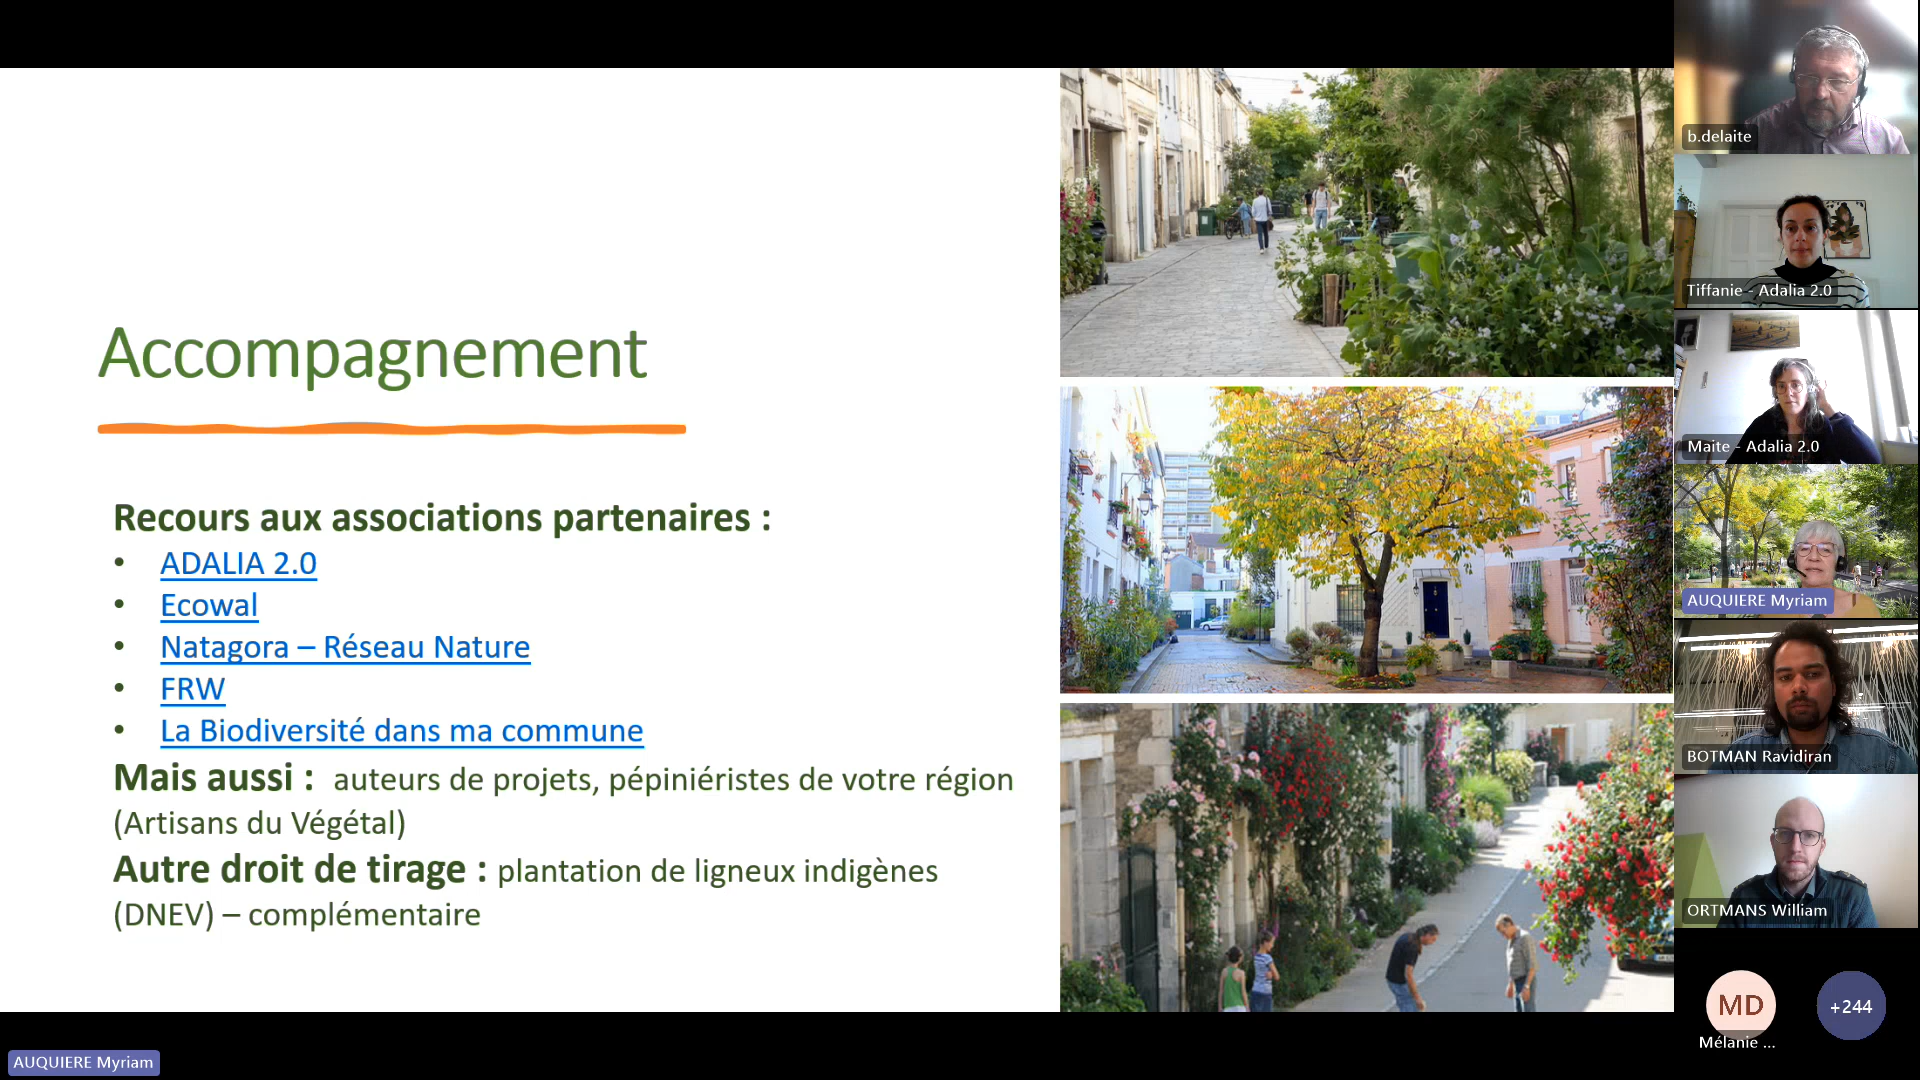 Accompagnement
Recours aux associations partenaires :
• ADALIA 2.0
• Ecowal
• Natagora – Réseau Nature
• FRW
• La Biodiversité dans ma commune
Mais aussi : auteurs de projets, pépiniéristes de votre région
(Artisans du Végétal)
Autre droit de tirage : plantation de ligneux indigènes
(DNEV) – complémentaire
AUQUIERE Myriam
b.delaite
Tiffanie - Adalia 2.0
Maite - Adalia 2.0
AUQUIERE Myriam
BOTMAN Ravidiran
ORTMANS William
MD
+244
Mélanie ...